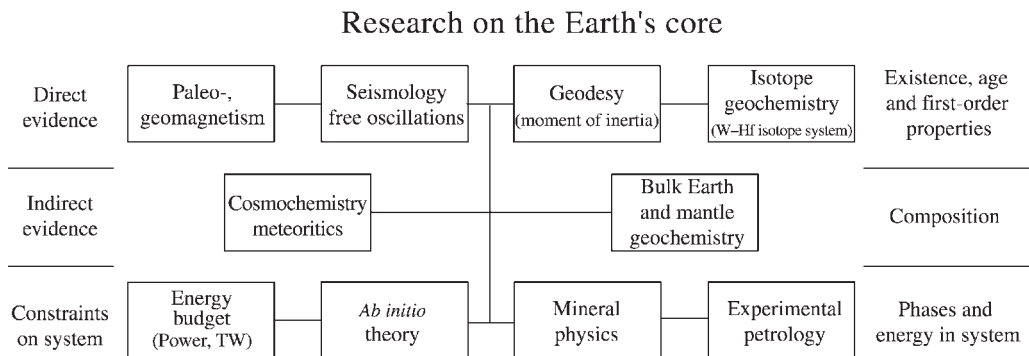 Research on the Earth's core
Direct
evidence
Paleo-,
geomagnetism
Seismology
free oscillations
Geodesy
(moment of inertia)
Isotope
geochemistry
(W–Hf isotope system)
Existence, age
and first-order
properties
Indirect
evidence
Cosmochemistry
meteoritics
Bulk Earth
and mantle
geochemistry
Composition
Constraints
on system
Energy
budget
(Power, TW)
Ab initio
theory
Mineral
physics
Experimental
petrology
Phases and
energy in system